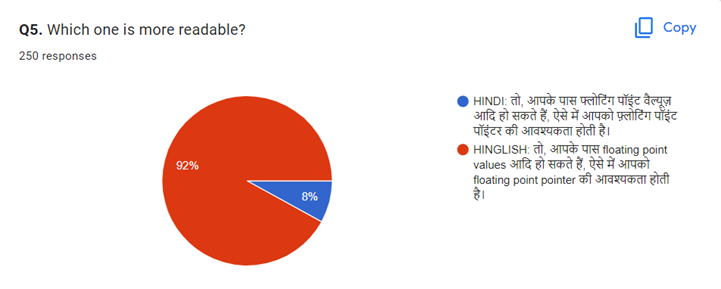 Q5. Which one is more readable?
Copy
250 responses
92%
8%
HINDI: तो, आपके पास फ्लोटिंग पॉइंट वैल्यूज़
आदि हो सकते हैं, ऐसे में आपको फ़्लोटिंग पॉइंट
पॉइंटर की आवश्यकता होती है।
HINGLISH: तो, आपके पास floating point
values आदि हो सकते हैं, ऐसे में आपको
floating point pointer की आवश्यकता होती
है।